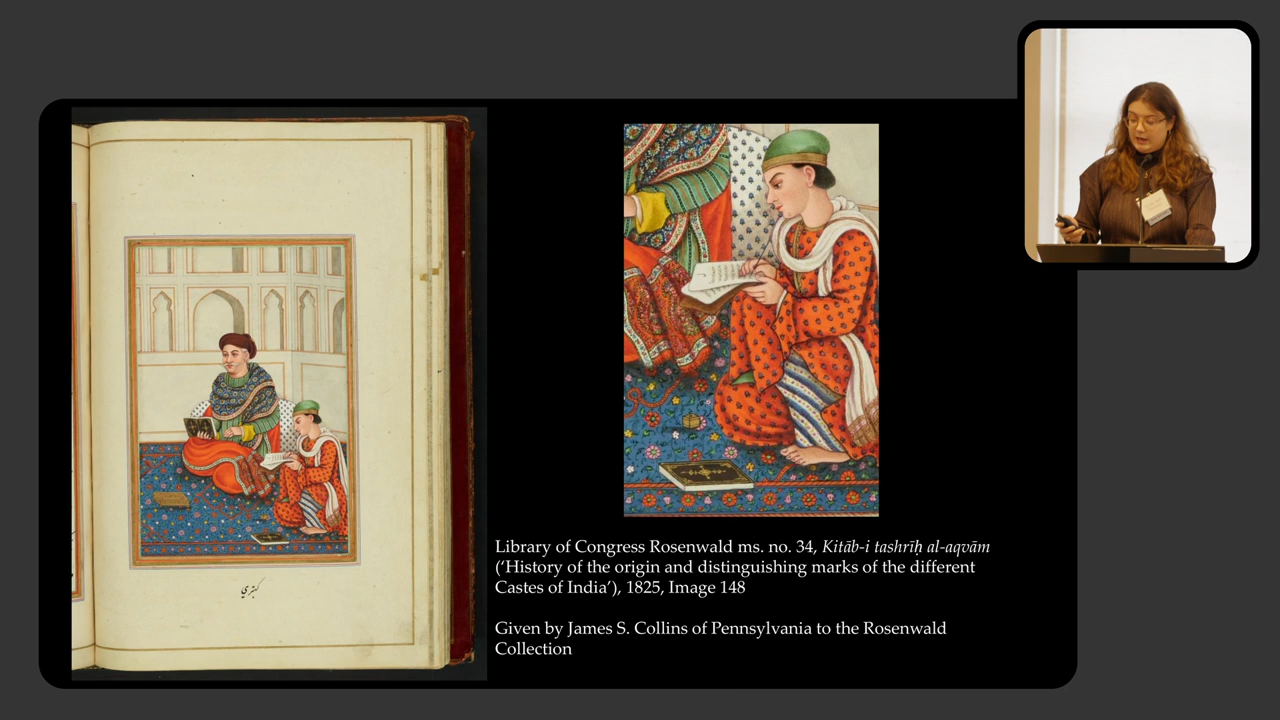 Library of Congress Rosenwald ms. no. 34, Kitāb-i tashrīḥ al-aqvām
(‘History of the origin and distinguishing marks of the different
Castes of India’), 1825, Image 148
Given by James S. Collins of Pennsylvania to the Rosenwald
Collection